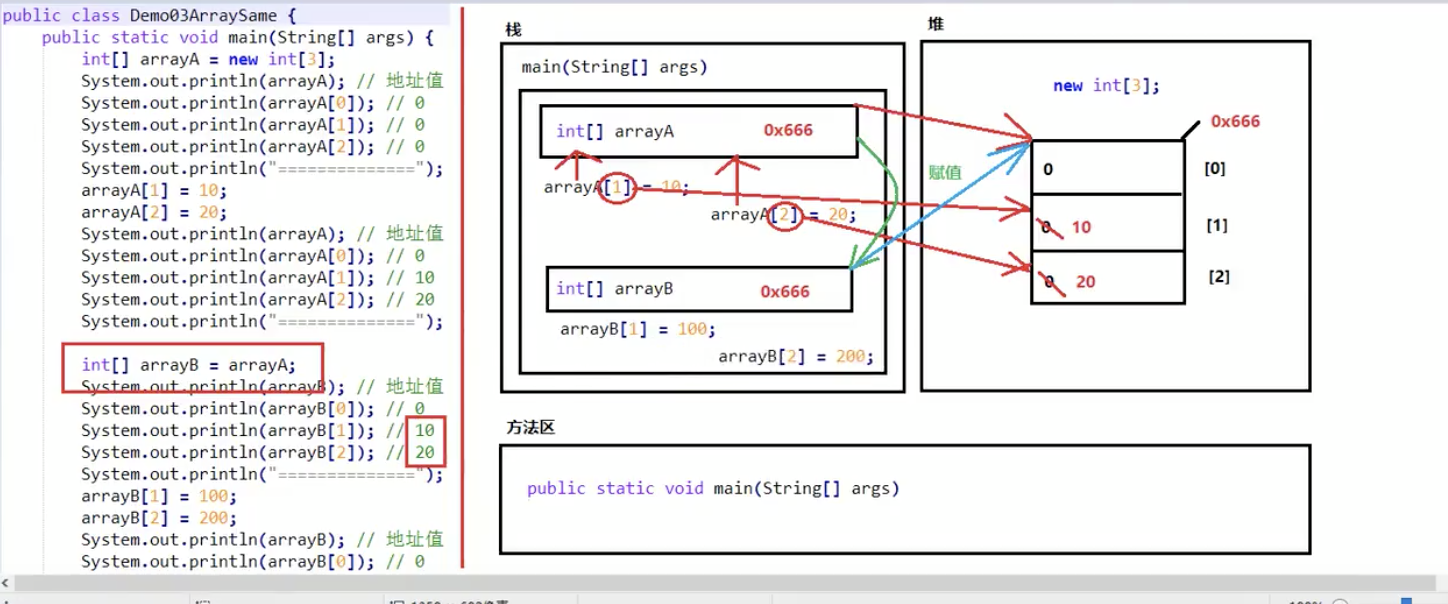 public class Demo03ArraySame {
public static void main(String[] args) {
int[] arrayA = new int[3];
System.out.println(arrayA); // 地址值
System.out.println(arrayA[0]); // 0
System.out.println(arrayA[1]); // 0
System.out.println(arrayA[2]); // 0
System.out.println("==============");
arrayA[1] = 10;
arrayA[2] = 20;
System.out.println(arrayA); // 地址值
System.out.println(arrayA[0]); // 0
System.out.println(arrayA[1]); // 10
System.out.println(arrayA[2]); // 20
System.out.println("==============");
int[] arrayB = arrayA;
System.out.println(arrayB); // 地址值
System.out.println(arrayB[0]); // 0
System.out.println(arrayB[1]); // 10
System.out.println(arrayB[2]); // 20
System.out.println("==============");
arrayB[1] = 100;
arrayB[2] = 200;
System.out.println(arrayB); // 地址值
System.out.println(arrayB[0]); // 0
栈
main(String[] args)
int[] arrayA 0x666
arrayA[1] = 10;
arrayA[2] = 20;
赋值
int[] arrayB 0x666
arrayB[1] = 100;
arrayB[2] = 200;
堆
new int[3];
0x666
0 [0]
0 10 [1]
0 20 [2]
方法区
public static void main(String[] args)